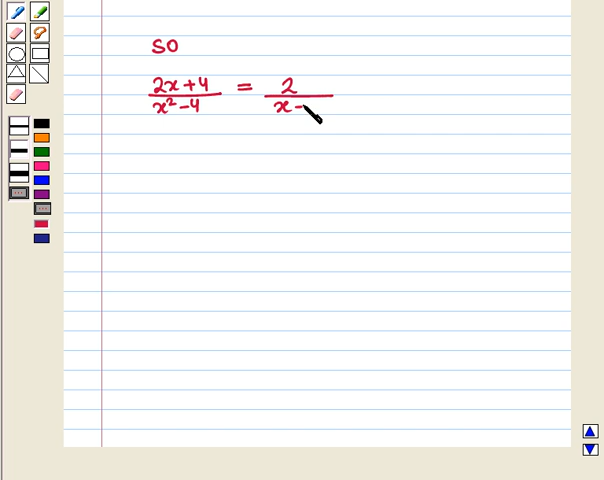 SO
(2x+4)/(x²-4) = 2/(x-